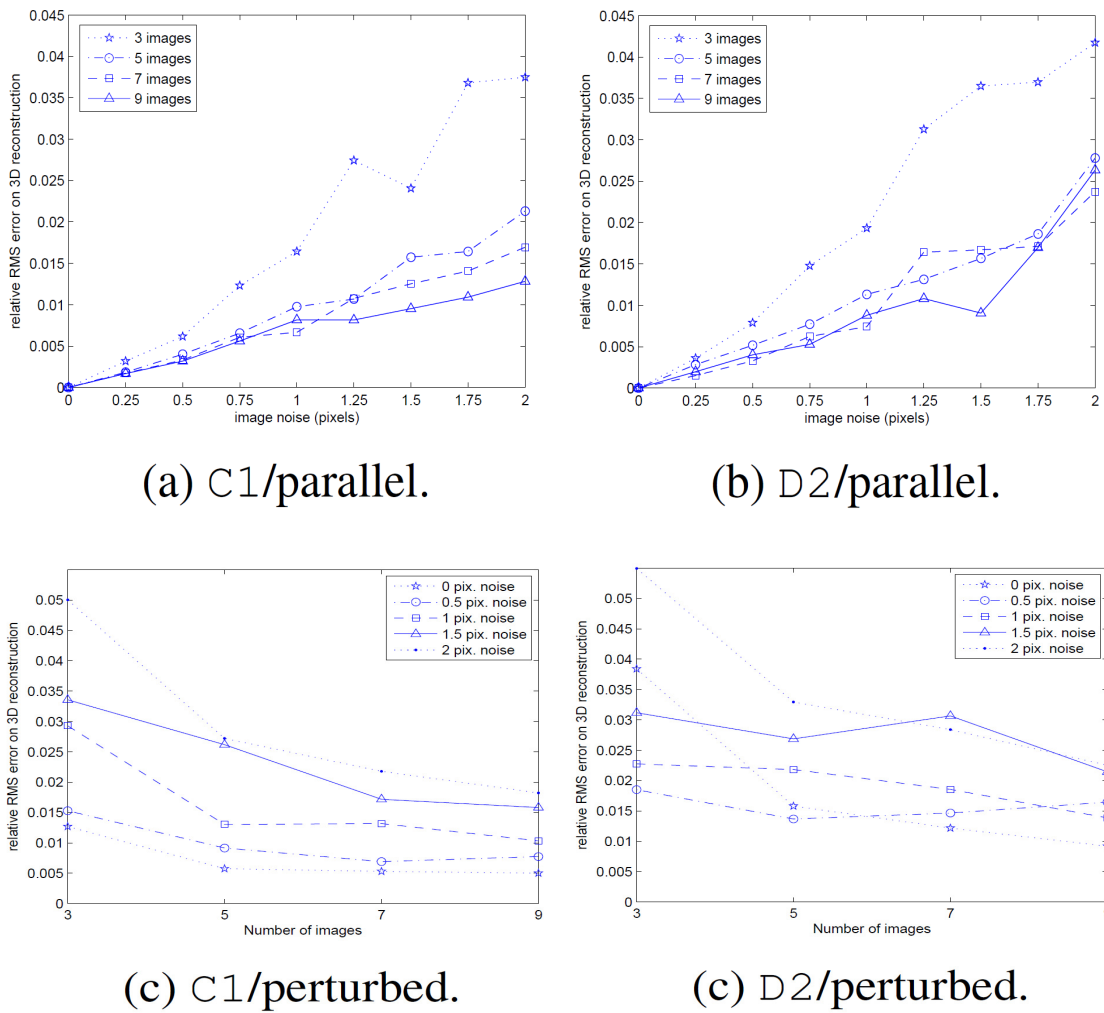 0.045
0.04
0.035
0.03
0.025
0.02
0.015
0.01
0.005
0
relative RMS error on 3D reconstruction
3 images
5 images
7 images
9 images
0 0.25 0.5 0.75 1 1.25 1.5 1.75 2
image noise (pixels)
(a) C1/parallel.
0.045
0.04
0.035
0.03
0.025
0.02
0.015
0.01
0.005
0
relative RMS error on 3D reconstruction
3 images
5 images
7 images
9 images
0 0.25 0.5 0.75 1 1.25 1.5 1.75 2
image noise (pixels)
(b) D2/parallel.
0.05
0.045
0.04
0.035
0.03
0.025
0.02
0.015
0.01
0.005
0
relative RMS error on 3D reconstruction
0 pix. noise
0.5 pix. noise
1 pix. noise
1.5 pix. noise
2 pix. noise
3 5 7 9
Number of images
(c) C1/perturbed.
0.05
0.045
0.04
0.035
0.03
0.025
0.02
0.015
0.01
0.005
0
relative RMS error on 3D reconstruction
0 pix. noise
0.5 pix. noise
1 pix. noise
1.5 pix. noise
2 pix. noise
3 5 7
Number of images
(c) D2/perturbed.